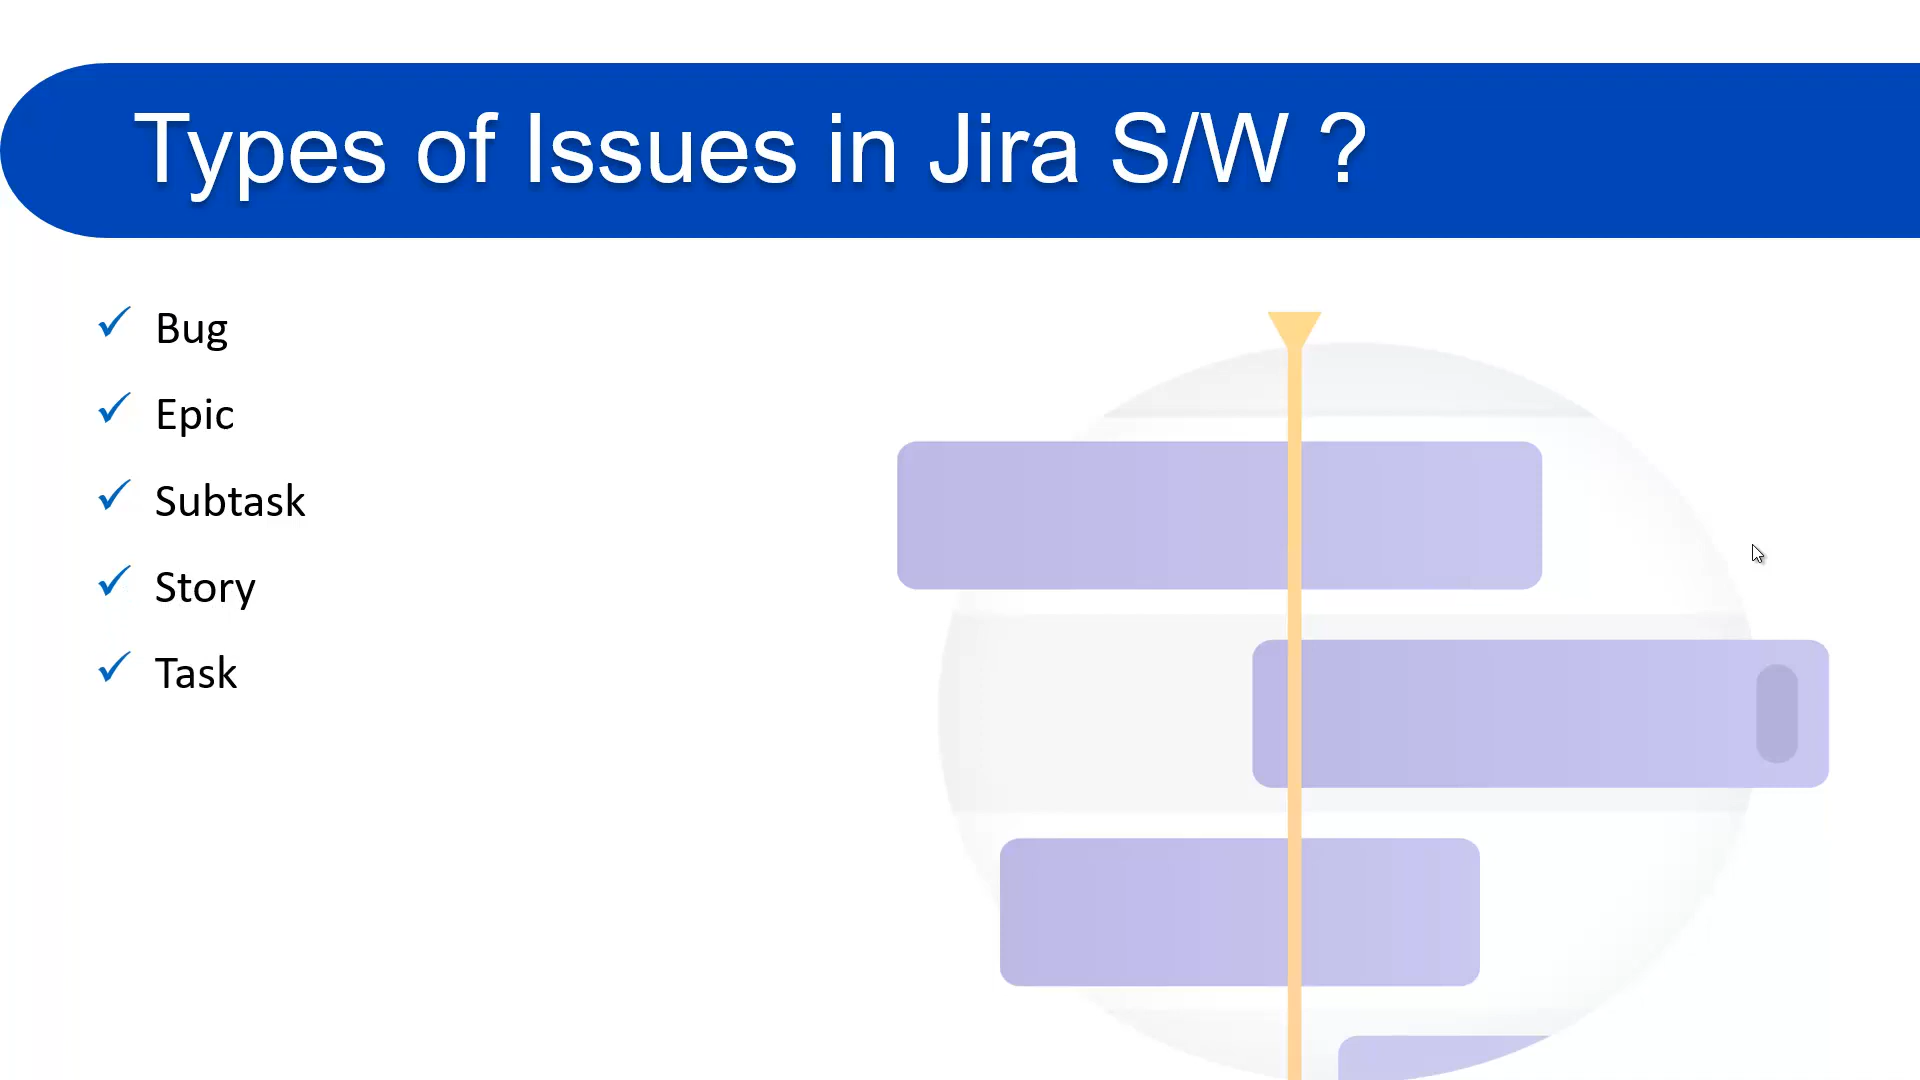 Types of Issues in Jira S/W ?
Bug
Epic
Subtask
Story
Task